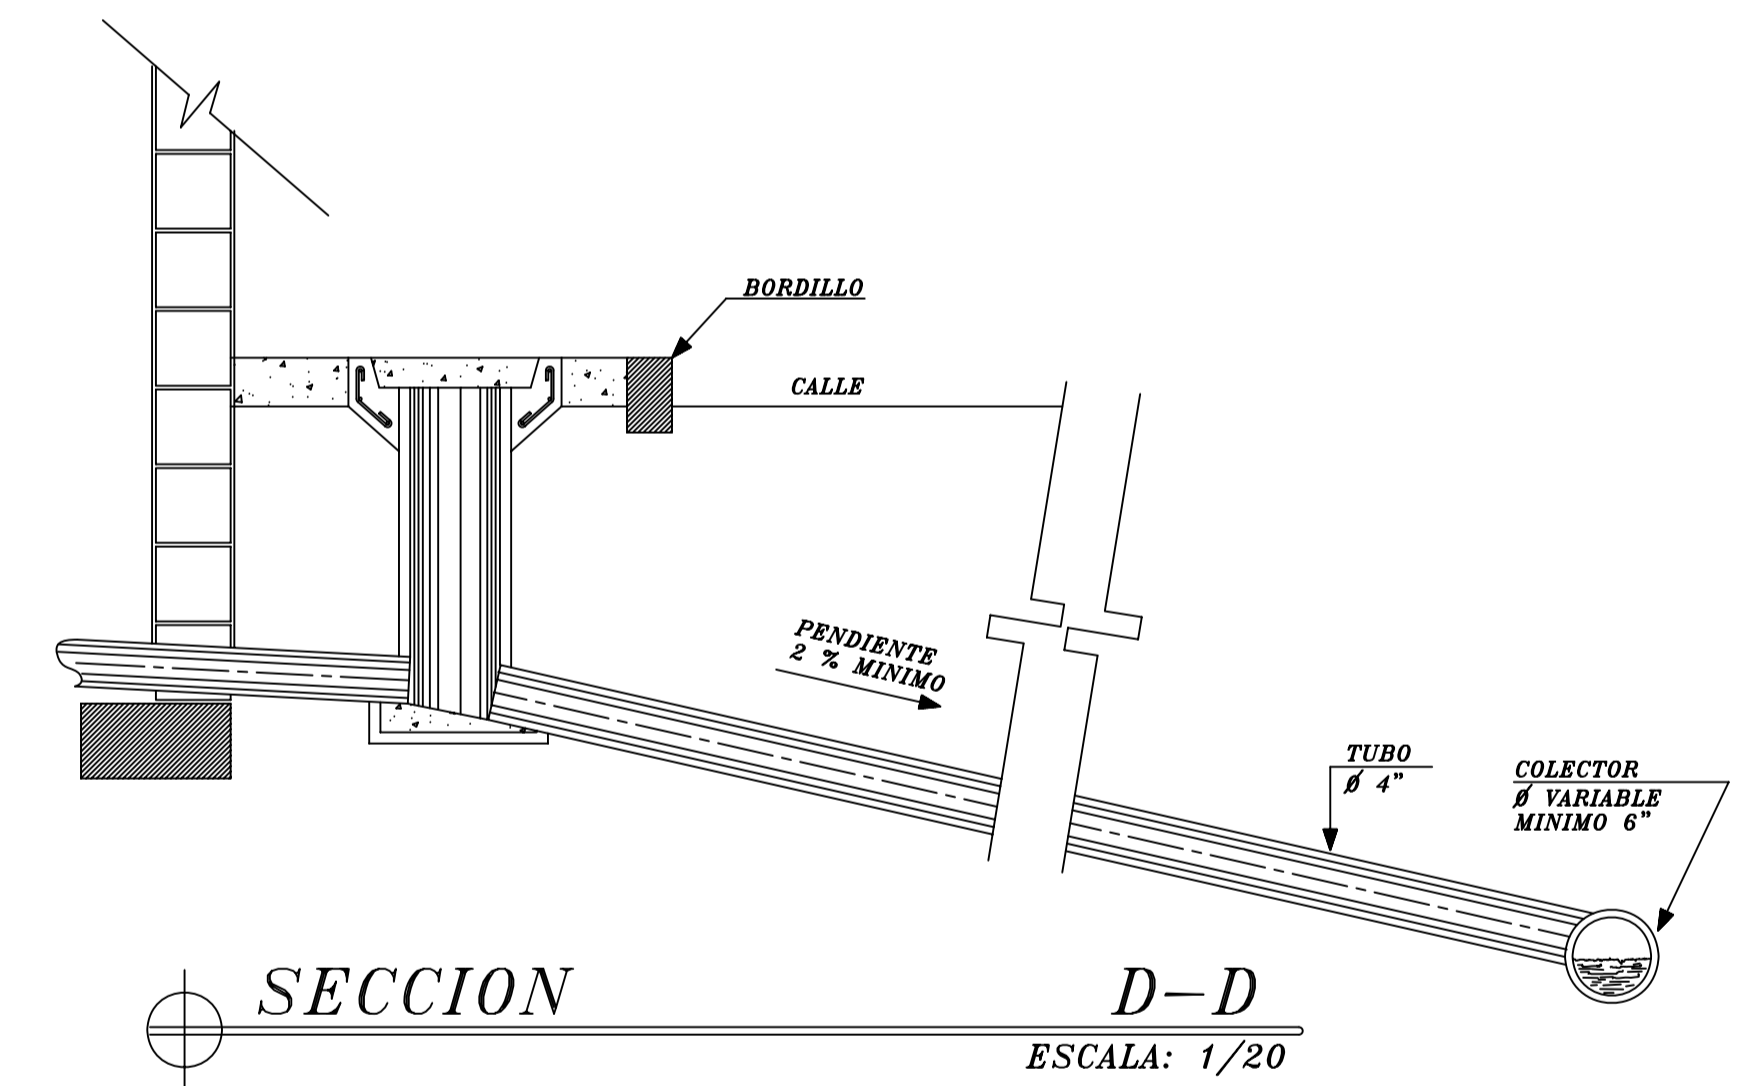 BORDILLO
CALLE
PENDIENTE
2 % MINIMO
TUBO
Ø 4"
COLECTOR
Ø VARIABLE
MINIMO 6"
SECCION D-D
ESCALA: 1/20